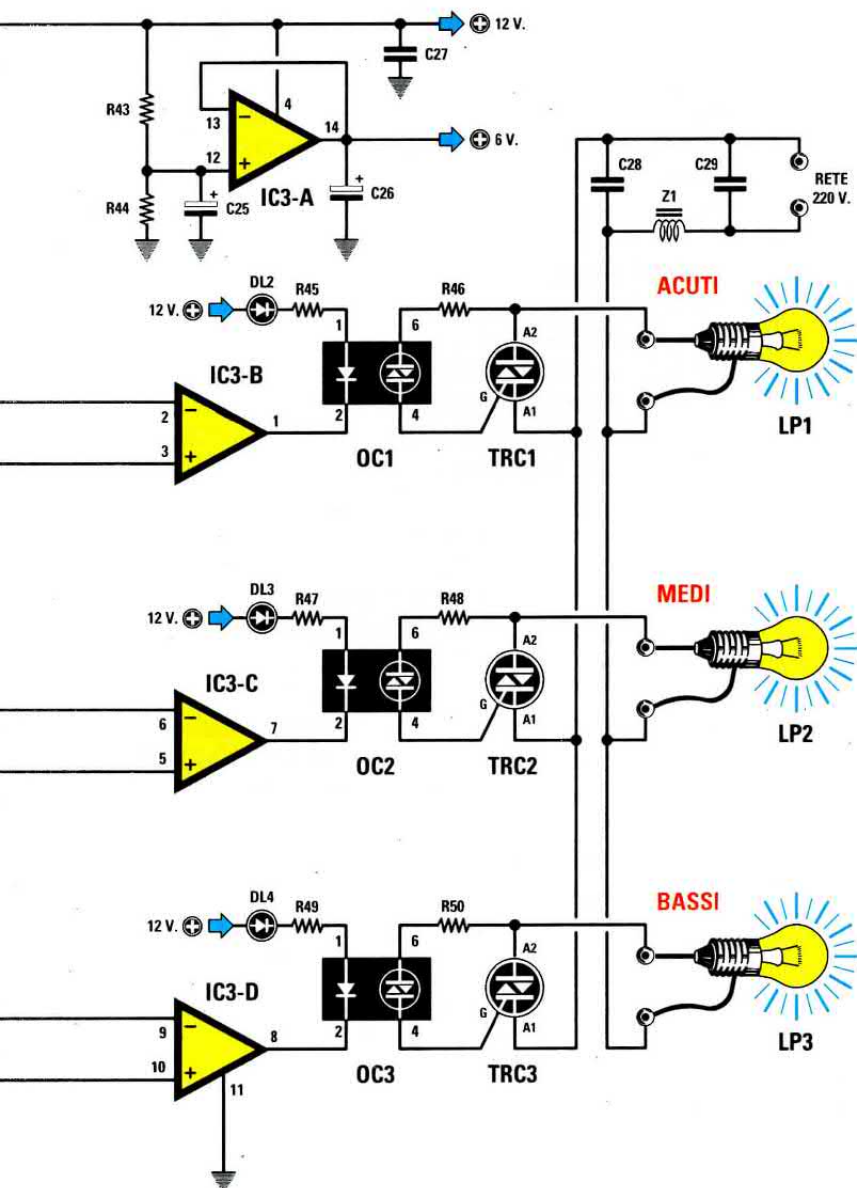 12 V.
C27
R43
4
13
14
6 V.
12
R44
C25
IC3-A
C26
C28
C29
Z1
RETE
220 V.
ACUTI
12 V.
DL2
R45
1
6
R46
A2
G
A1
2
4
IC3-B
2
3
1
OC1
TRC1
LP1
MEDI
12 V.
DL3
R47
1
6
R48
A2
G
A1
2
4
IC3-C
6
5
7
OC2
TRC2
LP2
BASSI
12 V.
DL4
R49
1
6
R50
A2
G
A1
2
4
IC3-D
9
10
8
11
OC3
TRC3
LP3